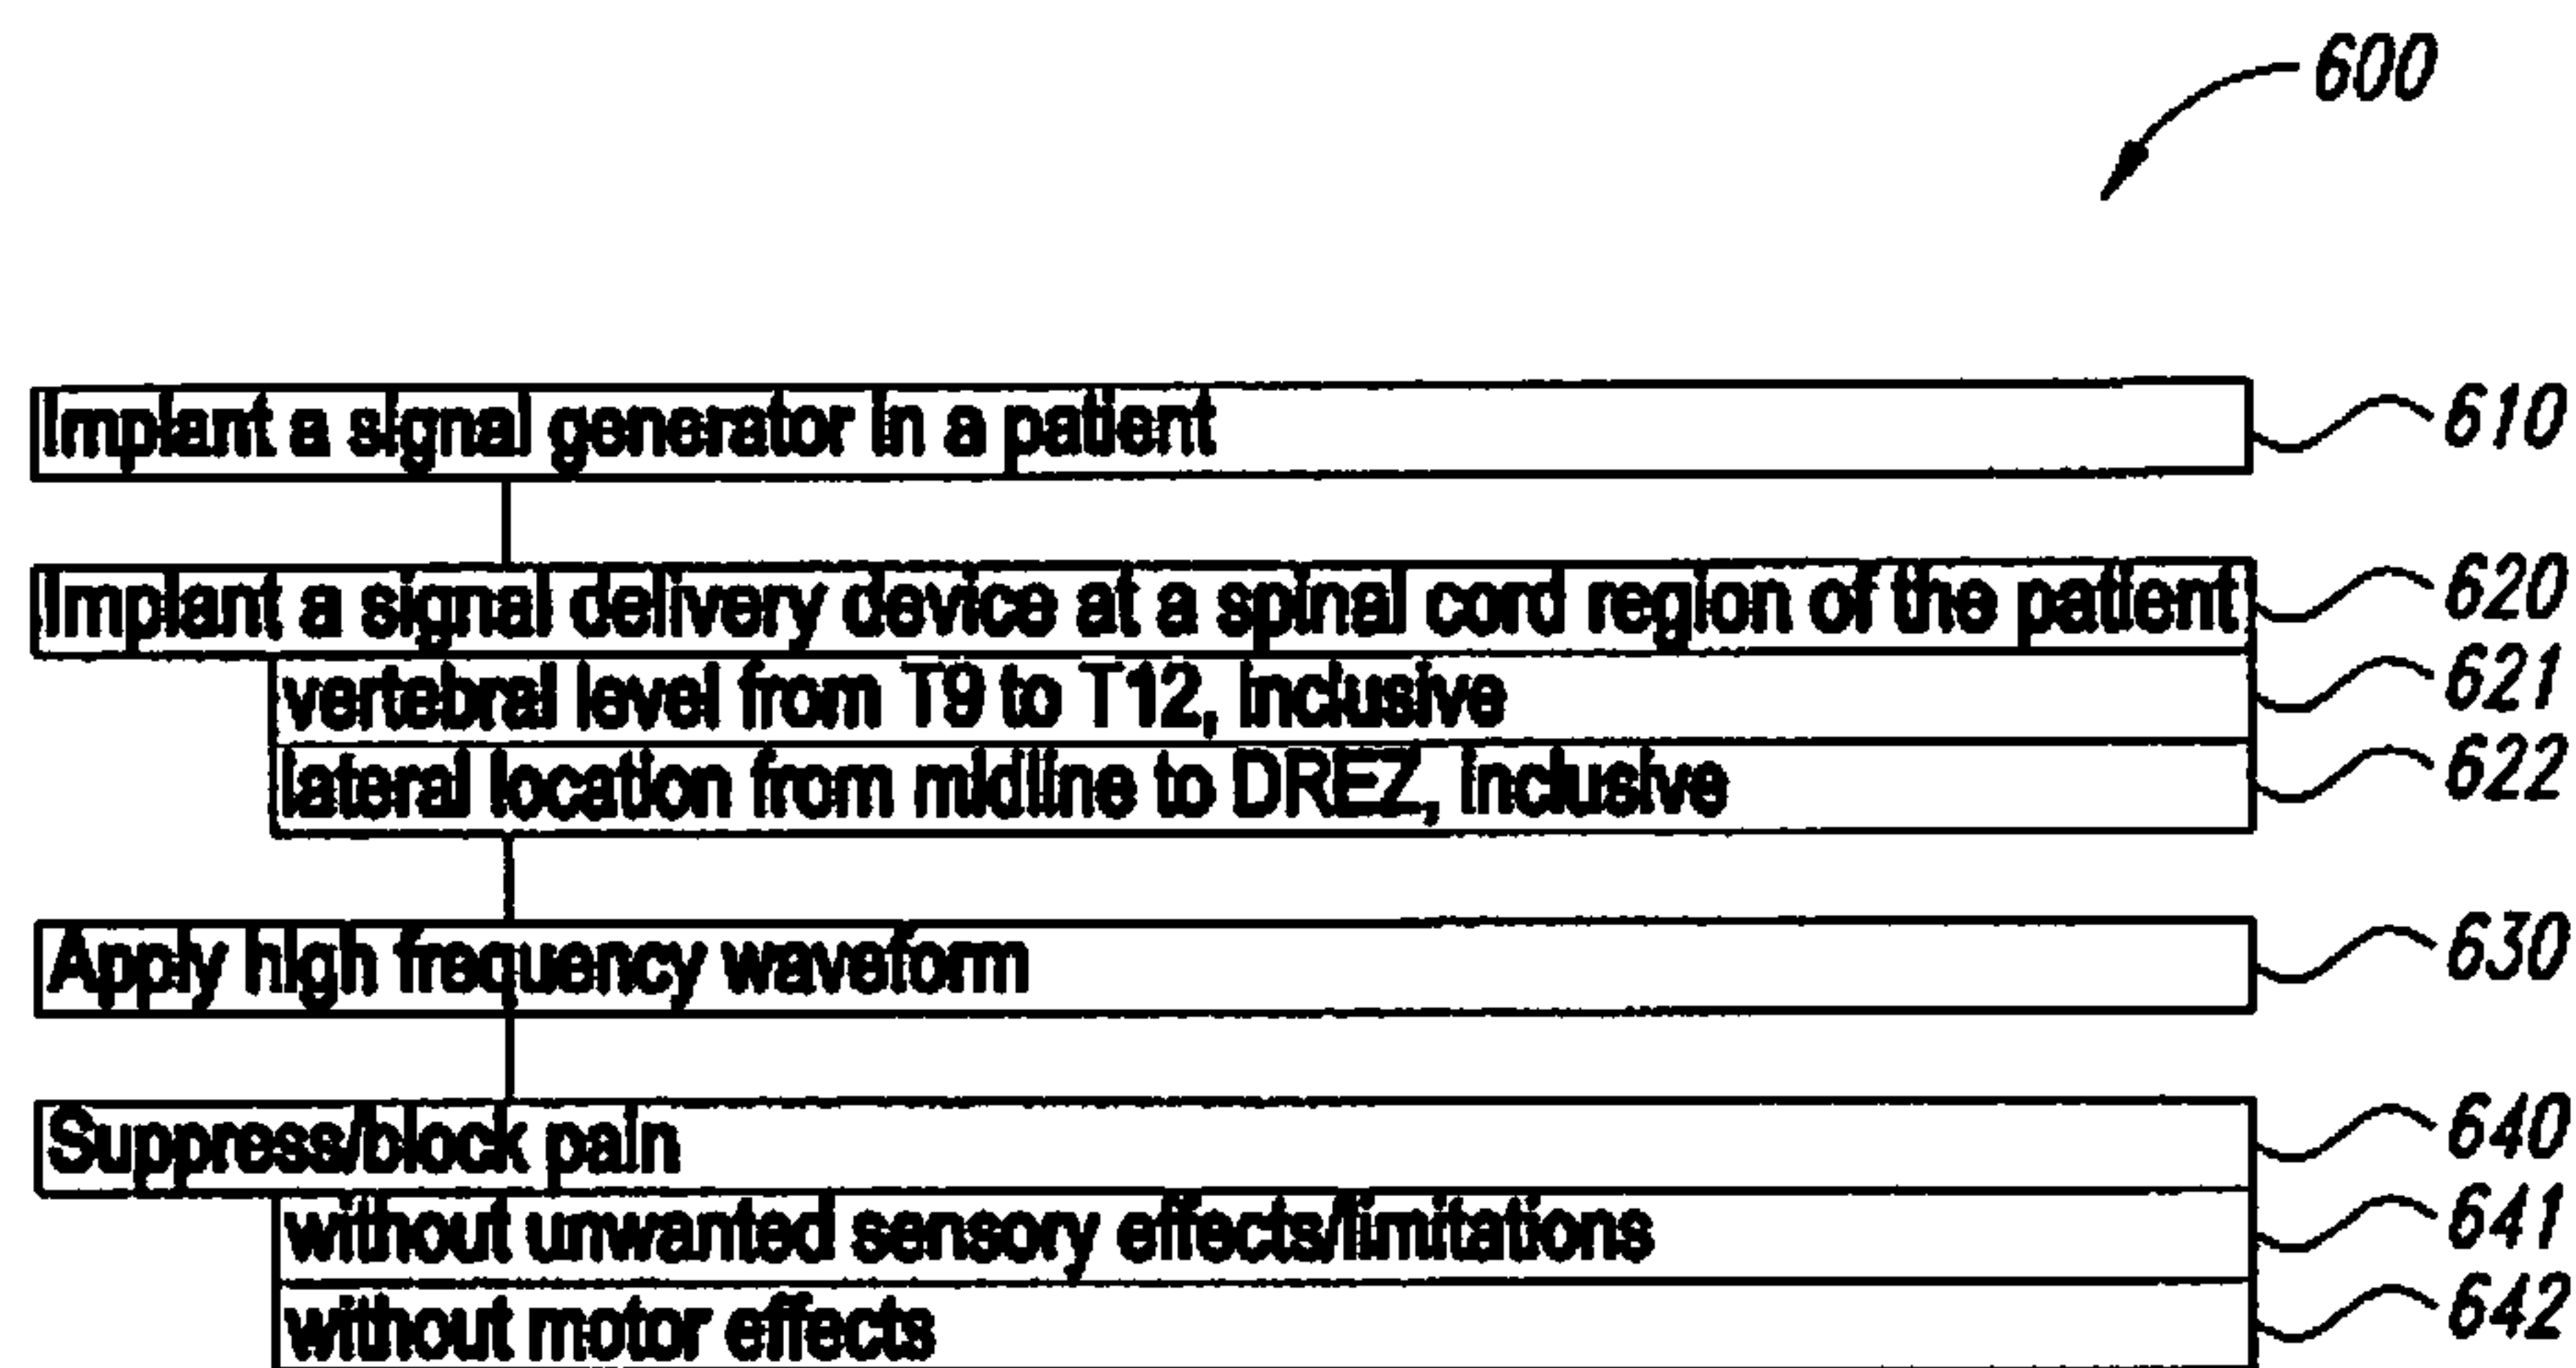 600
Implant a signal generator in a patient 610
Implant a signal delivery device at a spinal cord region of the patient 620
vertebral level from T9 to T12, inclusive 621
lateral location from midline to DREZ, inclusive 622
Apply high frequency waveform 630
Suppress/block pain 640
without unwanted sensory effects/limitations 641
without motor effects 642